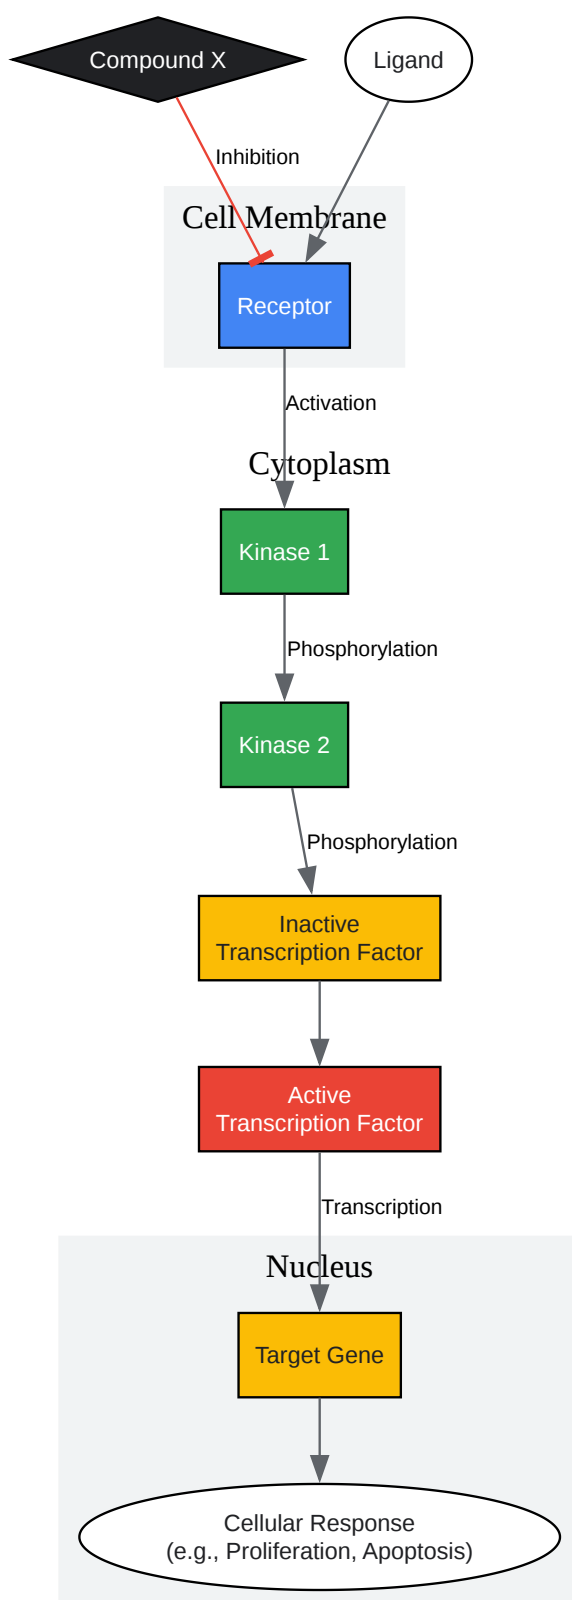 Compound X
Ligand
Inhibition
Cell Membrane
Receptor
Activation
Cytoplasm
Kinase 1
Phosphorylation
Kinase 2
Phosphorylation
Inactive
Transcription Factor
Active
Transcription Factor
Transcription
Nucleus
Target Gene
Cellular Response
(e.g., Proliferation, Apoptosis)